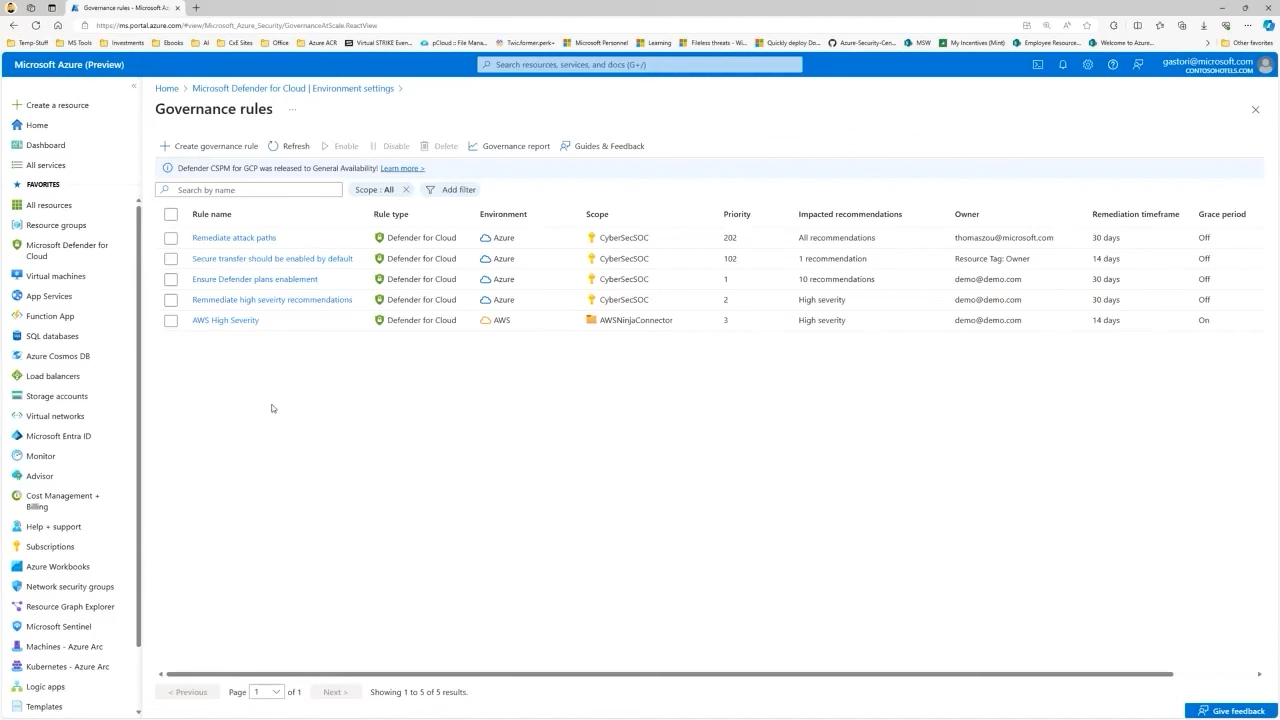 Governance rules - Microsoft Az
https://ms.portal.azure.com/#view/Microsoft_Azure_Security/GovernanceAtScale.ReactView
Temp-Stuff MS Tools Investments Ebooks AI CxE Sites Office Azure ACR Virtual STRIKE Even... pCloud :: File Mana... Twic.former.perk+ Microsoft Personnel Learning Fileless threats - Wi... Quickly deploy Do... Azure-Security-Cen... MSW My Incentives (Mint) Employee Resource... Welcome to Azure... Other favorites
Microsoft Azure (Preview)
Search resources, services, and docs (G+/)
gastori@microsoft.com
CONTOSOHOTELS.COM
Create a resource
Home
Dashboard
All services
FAVORITES
All resources
Resource groups
Microsoft Defender for
Cloud
Virtual machines
App Services
Function App
SQL databases
Azure Cosmos DB
Load balancers
Storage accounts
Virtual networks
Microsoft Entra ID
Monitor
Advisor
Cost Management +
Billing
Help + support
Subscriptions
Azure Workbooks
Network security groups
Resource Graph Explorer
Microsoft Sentinel
Machines - Azure Arc
Kubernetes - Azure Arc
Logic apps
Templates
Home > Microsoft Defender for Cloud | Environment settings >
Governance rules ...
Create governance rule Refresh Enable Disable Delete Governance report Guides & Feedback
Defender CSPM for GCP was released to General Availability! Learn more >
Search by name Scope : All Add filter
Rule name Rule type Environment Scope Priority Impacted recommendations Owner Remediation timeframe Grace period
Remediate attack paths Defender for Cloud Azure CyberSecSOC 202 All recommendations thomaszou@microsoft.com 30 days Off
Secure transfer should be enabled by default Defender for Cloud Azure CyberSecSOC 102 1 recommendation Resource Tag: Owner 14 days Off
Ensure Defender plans enablement Defender for Cloud Azure CyberSecSOC 1 10 recommendations demo@demo.com 30 days Off
Remmediate high seveirty recommendations Defender for Cloud Azure CyberSecSOC 2 High severity demo@demo.com 30 days Off
AWS High Severity Defender for Cloud AWS AWSNinjaConnector 3 High severity demo@demo.com 14 days On
< Previous Page 1 of 1 Next > Showing 1 to 5 of 5 results.
Give feedback